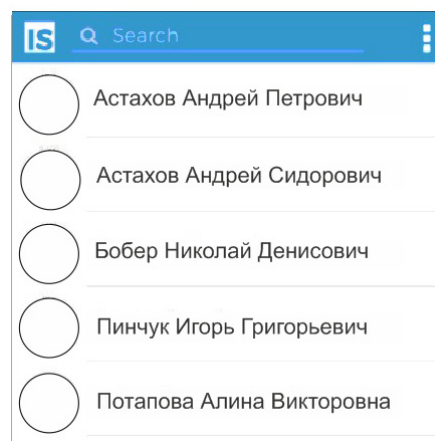 IS Search
Астахов Андрей Петрович
Астахов Андрей Сидорович
Бобер Николай Денисович
Пинчук Игорь Григорьевич
Потапова Алина Викторовна